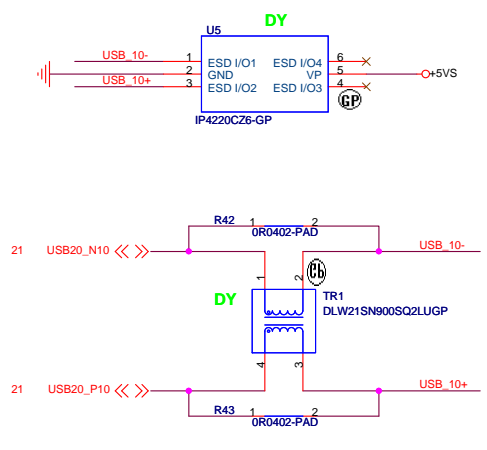 DY
U5
USB_10- 1 ESD I/O1 ESD I/O4 6
2 GND VP 5 +5VS
USB_10+ 3 ESD I/O2 ESD I/O3 4
GP
IP4220CZ6-GP
R42 1 2
0R0402-PAD
21 USB20_N10 USB_10-
1 2
DY
TR1
DLW21SN900SQ2LUGP
4 3
21 USB20_P10 USB_10+
R43 1 2
0R0402-PAD